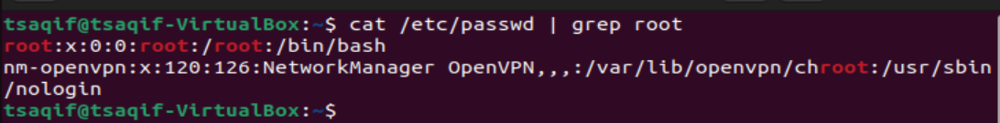 tsaqif@tsaqif-VirtualBox:~$ cat /etc/passwd | grep root
root:x:0:0:root:/root:/bin/bash
nm-openvpn:x:120:126:NetworkManager OpenVPN,,,:/var/lib/openvpn/chroot:/usr/sbin
/nologin
tsaqif@tsaqif-VirtualBox:~$